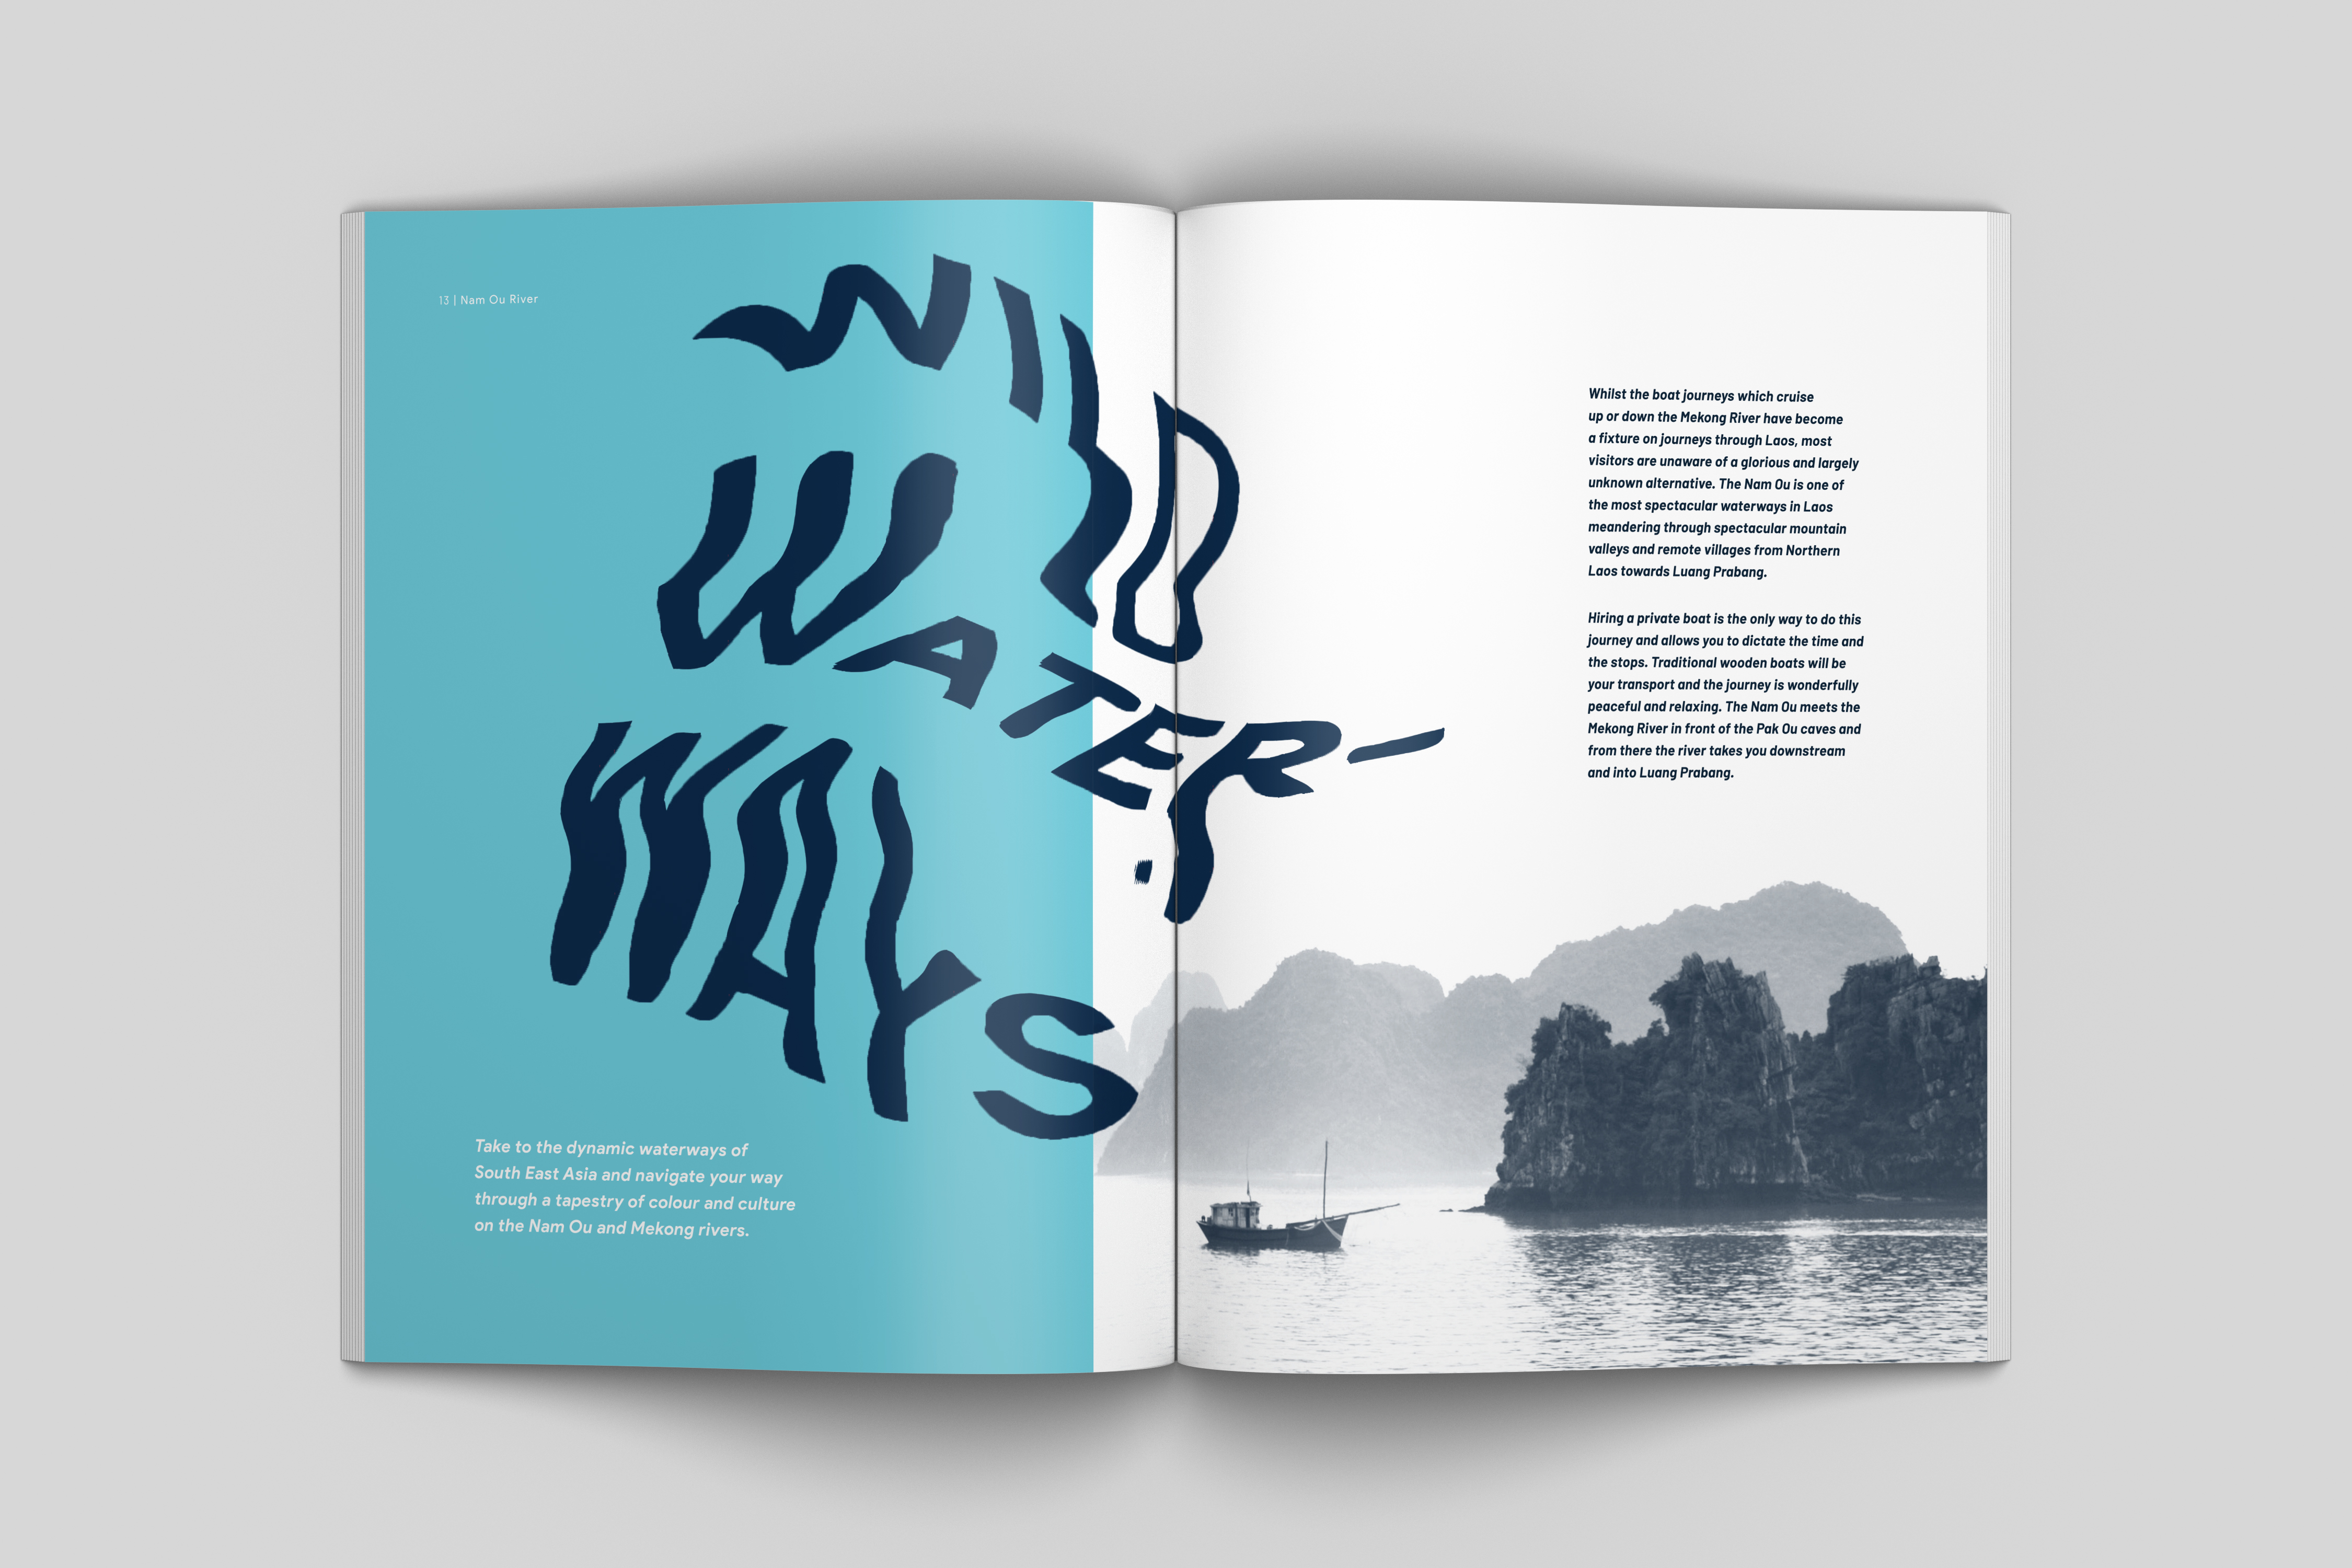 13 | Nam Ou River
WILD
WATER-
WAYS
Take to the dynamic waterways of
South East Asia and navigate your way
through a tapestry of colour and culture
on the Nam Ou and Mekong rivers.
Whilst the boat journeys which cruise
up or down the Mekong River have become
a fixture on journeys through Laos, most
visitors are unaware of a glorious and largely
unknown alternative. The Nam Ou is one of
the most spectacular waterways in Laos
meandering through spectacular mountain
valleys and remote villages from Northern
Laos towards Luang Prabang.
Hiring a private boat is the only way to do this
journey and allows you to dictate the time and
the stops. Traditional wooden boats will be
your transport and the journey is wonderfully
peaceful and relaxing. The Nam Ou meets the
Mekong River in front of the Pak Ou caves and
from there the river takes you downstream
and into Luang Prabang.